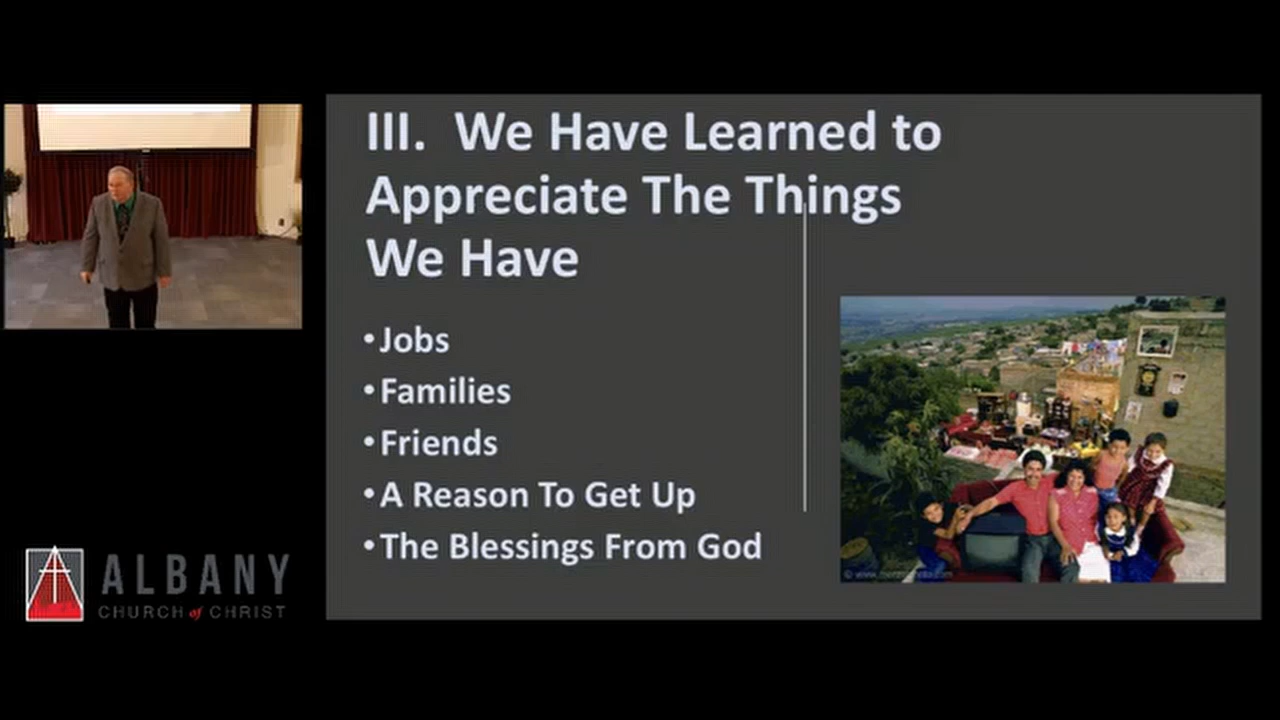 III. We Have Learned to
Appreciate The Things
We Have
•Jobs
•Families
•Friends
•A Reason To Get Up
•The Blessings From God
ALBANY
CHURCH of CHRIST